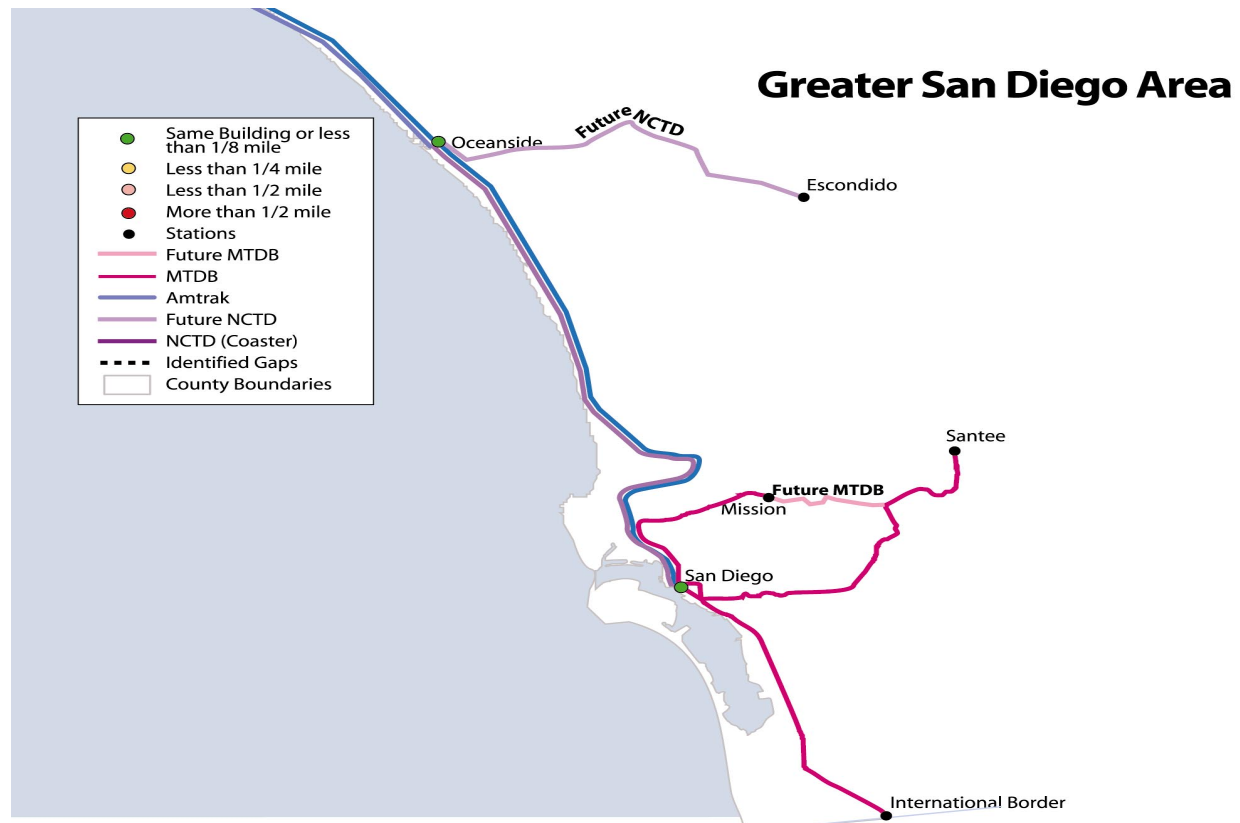 Greater San Diego Area
Future NCTD
Oceanside
Escondido
Same Building or less
than 1/8 mile
Less than 1/4 mile
Less than 1/2 mile
More than 1/2 mile
Stations
Future MTDB
MTDB
Amtrak
Future NCTD
NCTD (Coaster)
Identified Gaps
County Boundaries
Santee
Future MTDB
Mission
San Diego
International Border